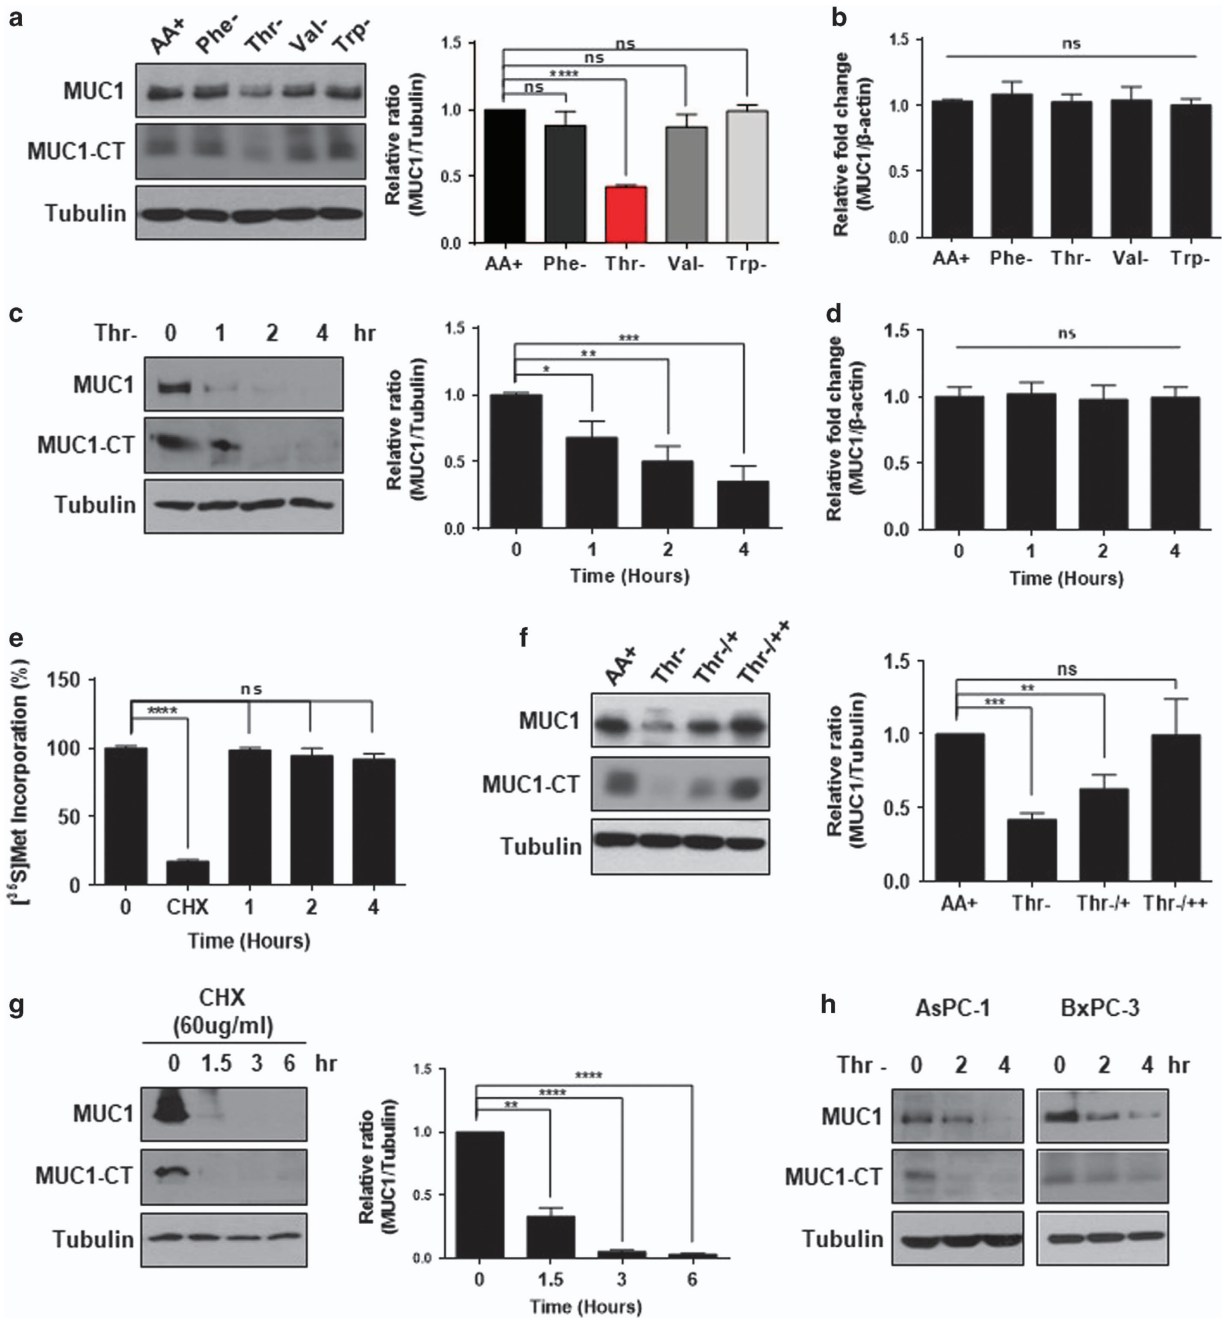 a
AA+ Phe- Thr- Val- Trp-
MUC1
MUC1-CT
Tubulin
Relative ratio
(MUC1/Tubulin)
1.5
1.0
0.5
0.0
ns
ns
****
ns
AA+ Phe- Thr- Val- Trp-
b
Relative fold change
(MUC1/β-actin)
1.5
1.0
0.5
0.0
ns
AA+ Phe- Thr- Val- Trp-
c
Thr- 0 1 2 4 hr
MUC1
MUC1-CT
Tubulin
Relative ratio
(MUC1/Tubulin)
1.5
1.0
0.5
0.0
***
**
*
0 1 2 4
Time (Hours)
d
Relative fold change
(MUC1/β-actin)
1.5
1.0
0.5
0.0
ns
0 1 2 4
Time (Hours)
e
[³⁵S]Met Incorporation (%)
150
100
50
0
ns
****
0 CHX 1 2 4
Time (Hours)
f
AA+ Thr- Thr-/+ Thr-/++
MUC1
MUC1-CT
Tubulin
Relative ratio
(MUC1/Tubulin)
1.5
1.0
0.5
0.0
ns
**
***
AA+ Thr- Thr-/+ Thr-/++
g
CHX
(60ug/ml)
0 1.5 3 6 hr
MUC1
MUC1-CT
Tubulin
Relative ratio
(MUC1/Tubulin)
1.5
1.0
0.5
0.0
****
****
**
0 1.5 3 6
Time (Hours)
h
AsPC-1 BxPC-3
Thr - 0 2 4 0 2 4 hr
MUC1
MUC1-CT
Tubulin